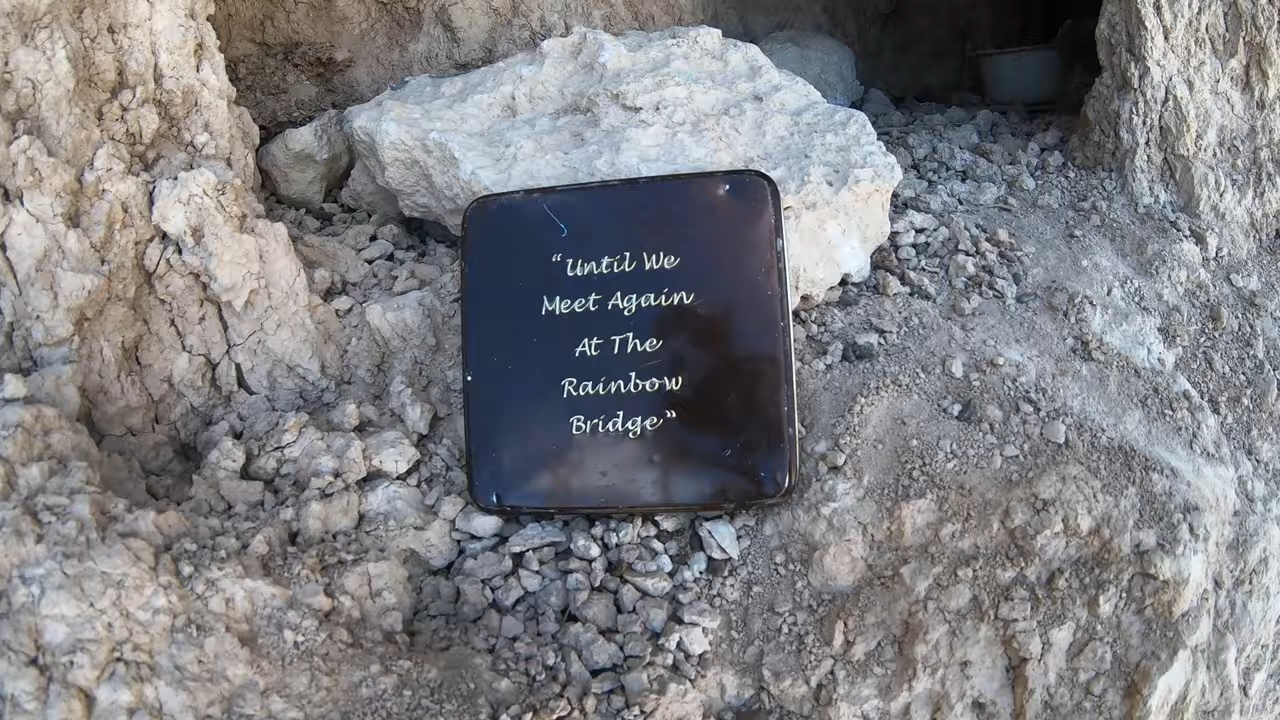 “Until We
Meet Again
At The
Rainbow
Bridge”